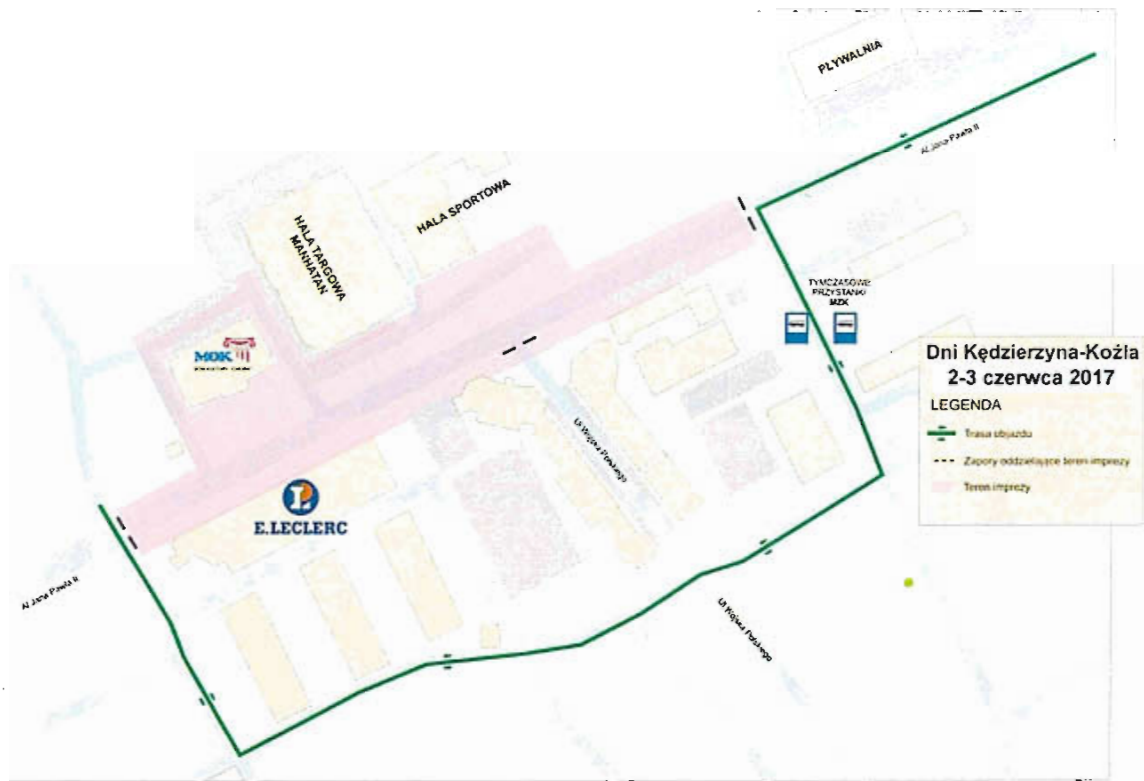 PŁYWALNIA
Al Jana Pawła II
HALA SPORTOWA
HALA TARGOWA
MANHATAN
TYMCZASOWE
PRZYSTANKI
MZK
MOK
Dni Kędzierzyna-Koźla
2-3 czerwca 2017
LEGENDA
Trasa objazdu
Zapory oddzielające teren imprezy
Teren imprezy
Ul Wojska Polskiego
E.LECLERC
Al Jana Pawła II
Ul Wojska Polskiego